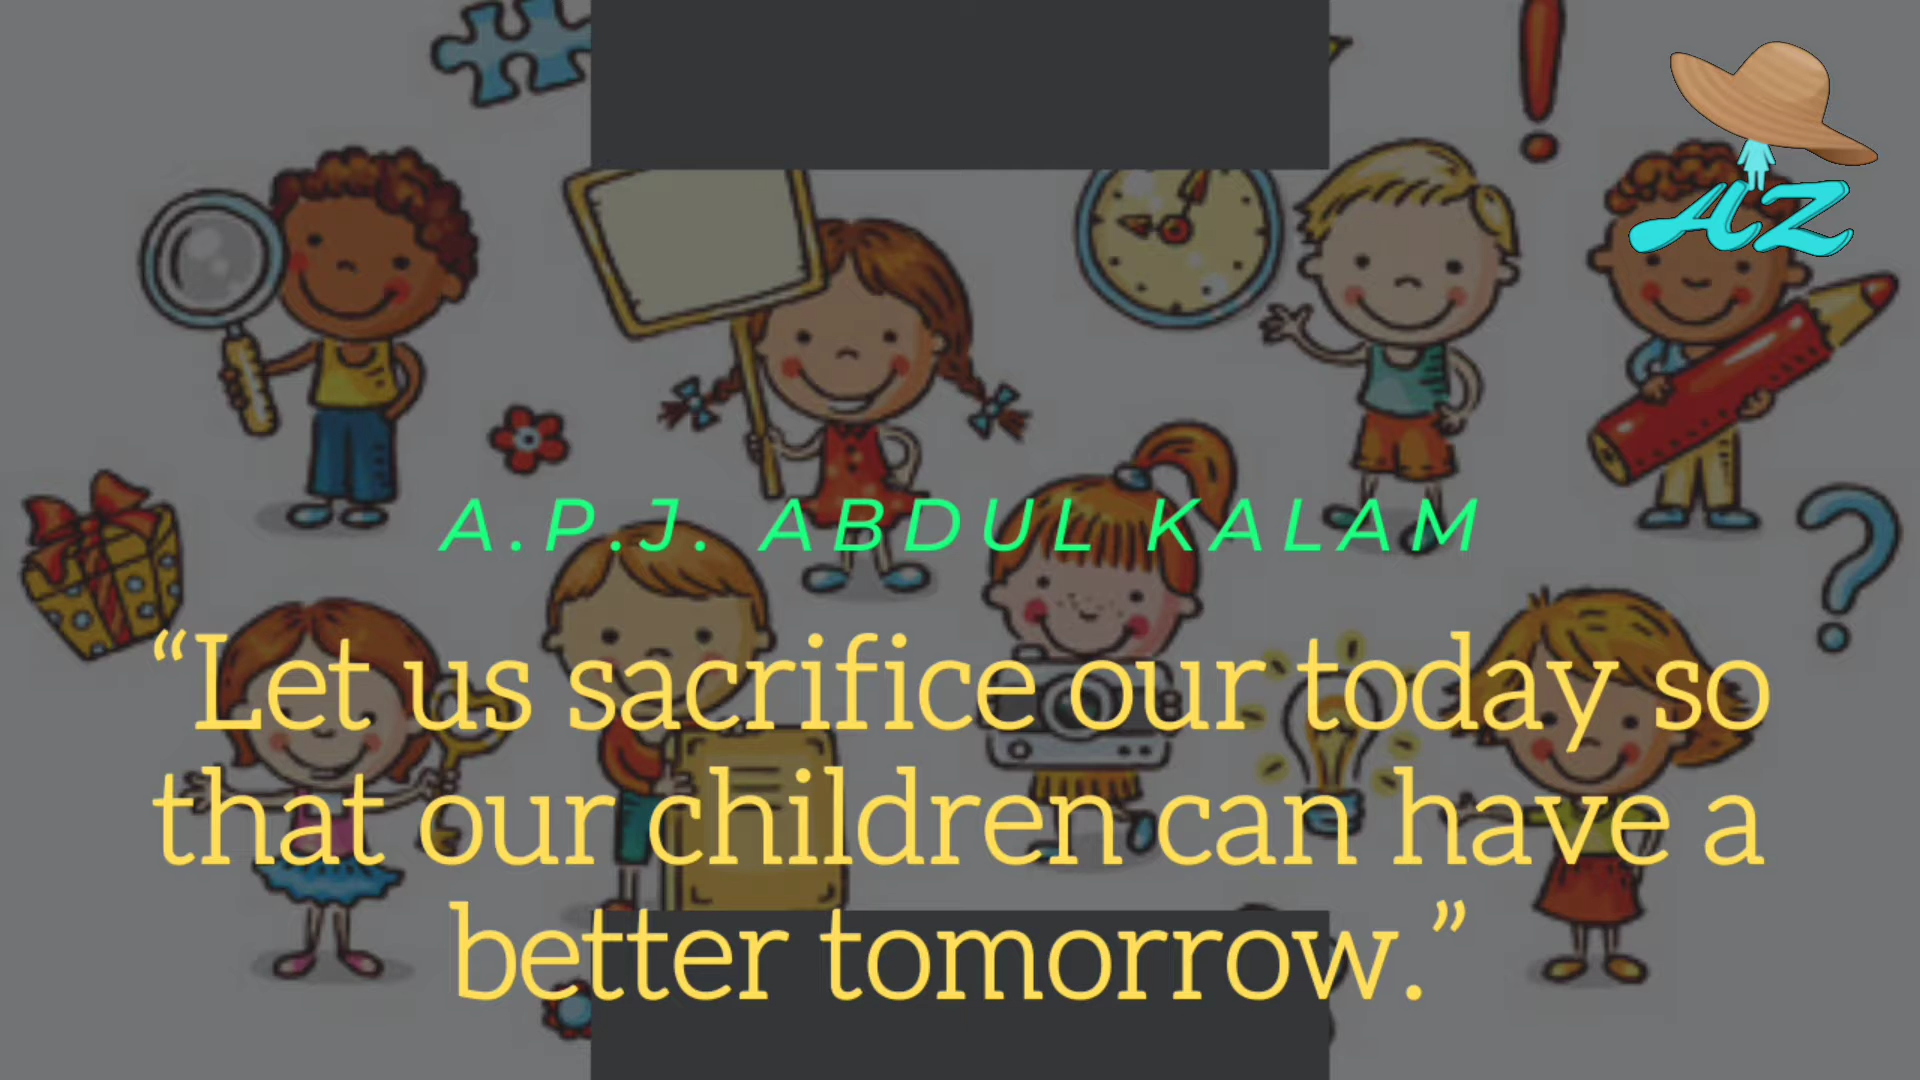 AZ
A.P.J. ABDUL KALAM
“Let us sacrifice our today so
that our children can have a
better tomorrow.”